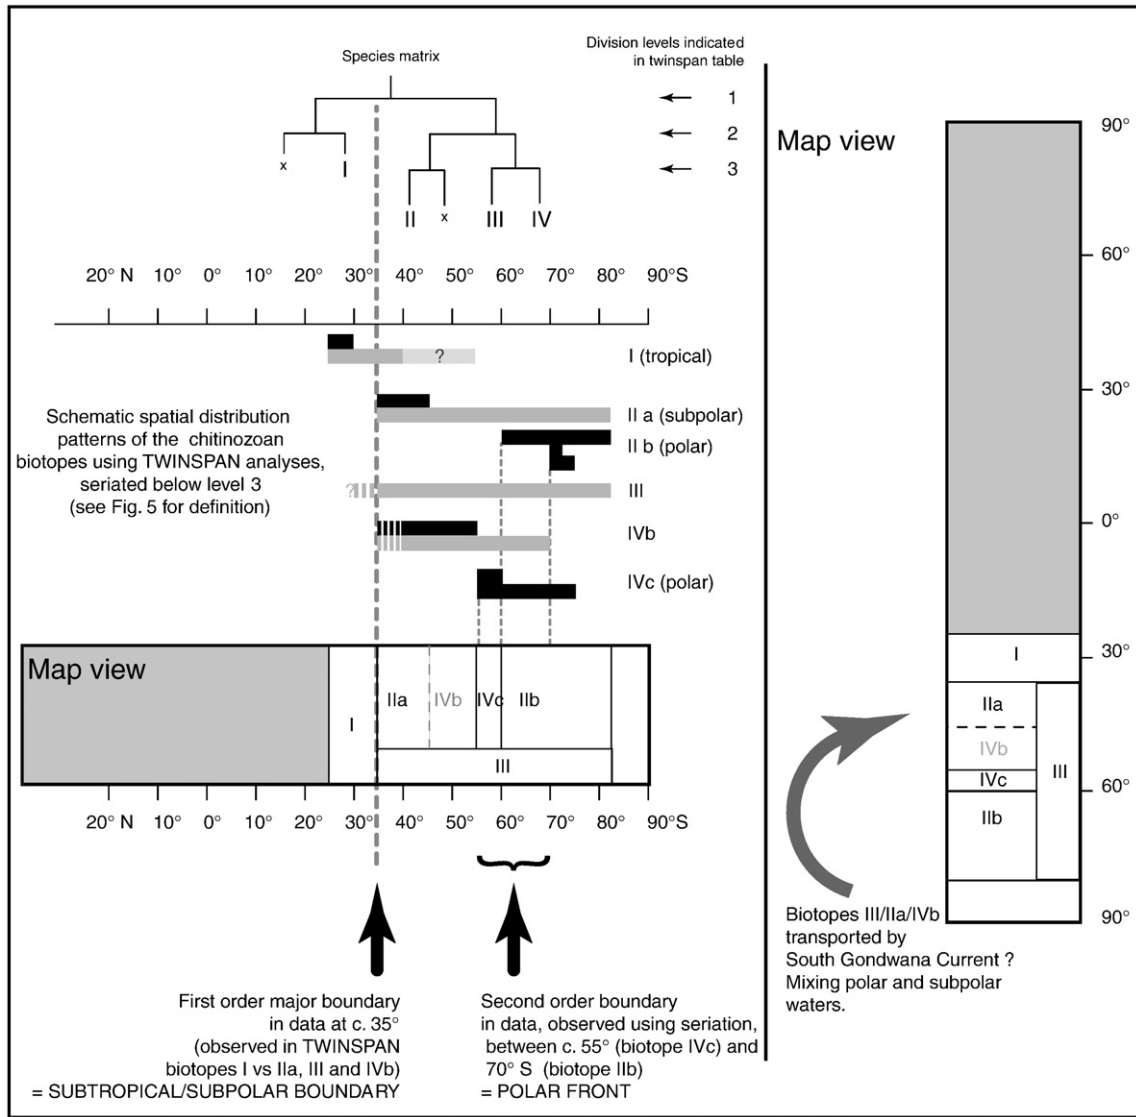 Species matrix
Division levels indicated
in twinspan table
1
2
3
x
I
II
x
III
IV
20° N 10° 0° 10° 20° 30° 40° 50° 60° 70° 80° 90°S
?
I (tropical)
Schematic spatial distribution
patterns of the chitinozoan
biotopes using TWINSPAN analyses,
seriated below level 3
(see Fig. 5 for definition)
II a (subpolar)
II b (polar)
?
III
IVb
IVc (polar)
Map view
I
IIa
IVb
IVc
IIb
III
20° N 10° 0° 10° 20° 30° 40° 50° 60° 70° 80° 90°S
First order major boundary
in data at c. 35°
(observed in TWINSPAN
biotopes I vs IIa, III and IVb)
= SUBTROPICAL/SUBPOLAR BOUNDARY
Second order boundary
in data, observed using seriation,
between c. 55° (biotope IVc) and
70° S (biotope IIb)
= POLAR FRONT
Map view
90°
60°
30°
0°
30°
60°
90°
I
IIa
IVb
IVc
IIb
III
Biotopes III/IIa/IVb
transported by
South Gondwana Current ?
Mixing polar and subpolar
waters.